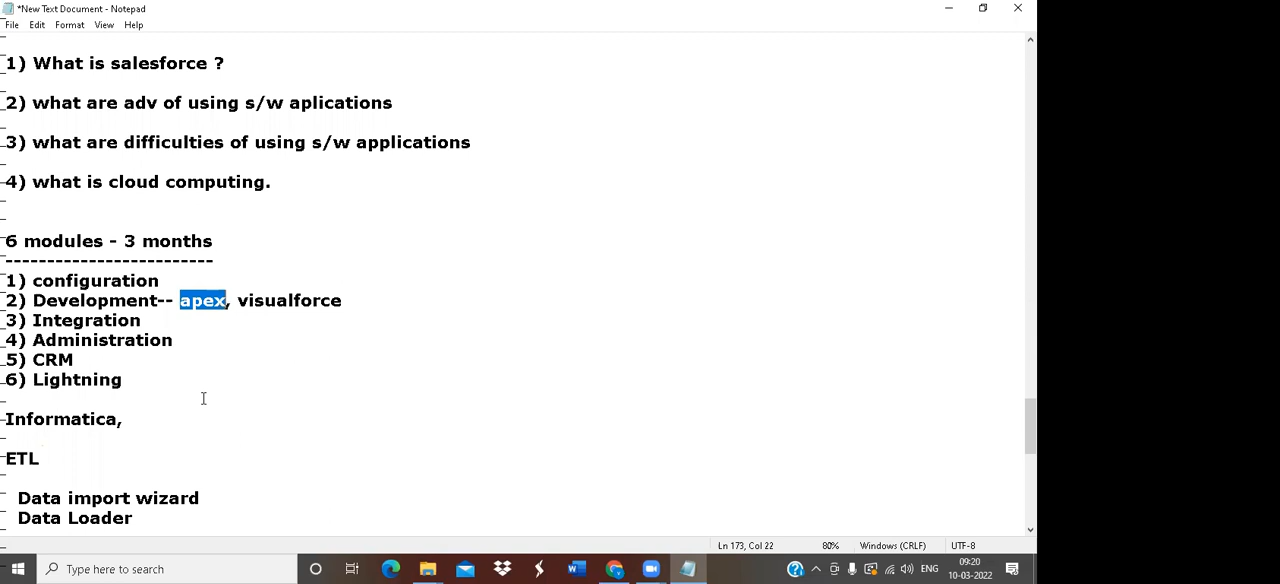 *New Text Document - Notepad
File Edit Format View Help
1) What is salesforce ?
2) what are adv of using s/w aplications
3) what are difficulties of using s/w applications
4) what is cloud computing.
6 modules - 3 months
------------------------
1) configuration
2) Development-- apex, visualforce
3) Integration
4) Administration
5) CRM
6) Lightning
Informatica,
ETL
Data import wizard
Data Loader
Ln 173, Col 22 80% Windows (CRLF) UTF-8
Type here to search
ENG
09:20
10-03-2022